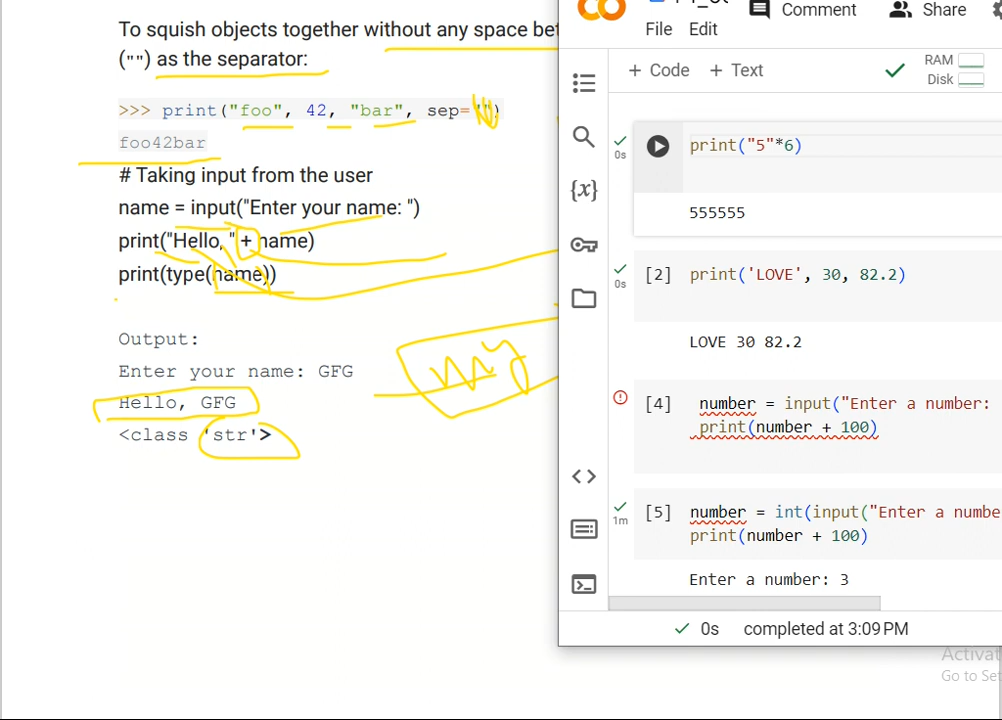 To squish objects together without any space be
("") as the separator:
>>> print("foo", 42, "bar", sep="")
foo42bar
# Taking input from the user
name = input("Enter your name: ")
print("Hello, " + name)
print(type(name))
Output:
Enter your name: GFG
Hello, GFG
<class 'str'>
Comment
Share
File Edit
+ Code + Text
RAM
Disk
0s
print("5"*6)
555555
0s
[2] print('LOVE', 30, 82.2)
LOVE 30 82.2
[4] number = input("Enter a number:
print(number + 100)
1m
[5] number = int(input("Enter a numbe
print(number + 100)
Enter a number: 3
0s completed at 3:09 PM
Activat
Go to Set